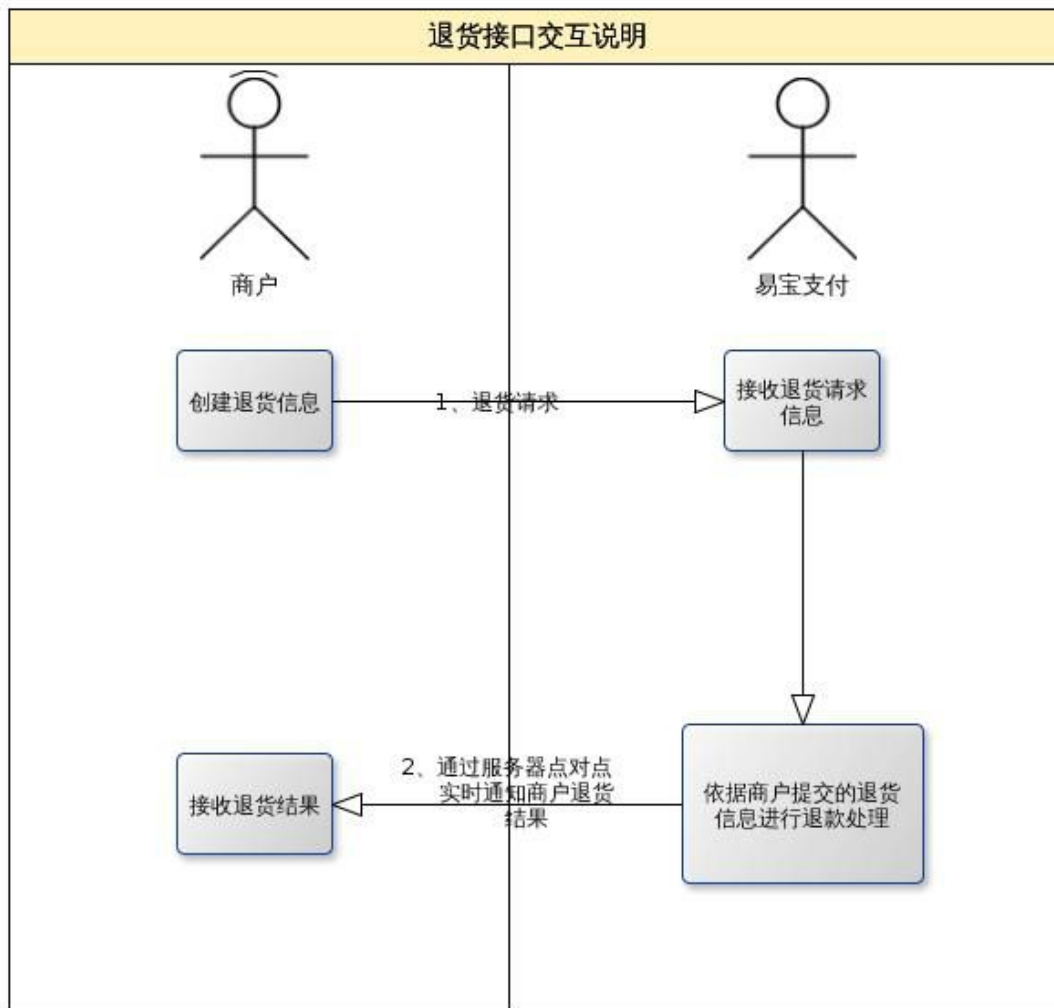 退货接口交互说明
商户
易宝支付
创建退货信息
1、退货请求
接收退货请求
信息
接收退货结果
2、通过服务器点对点
实时通知商户退货
结果
依据商户提交的退货
信息进行退款处理